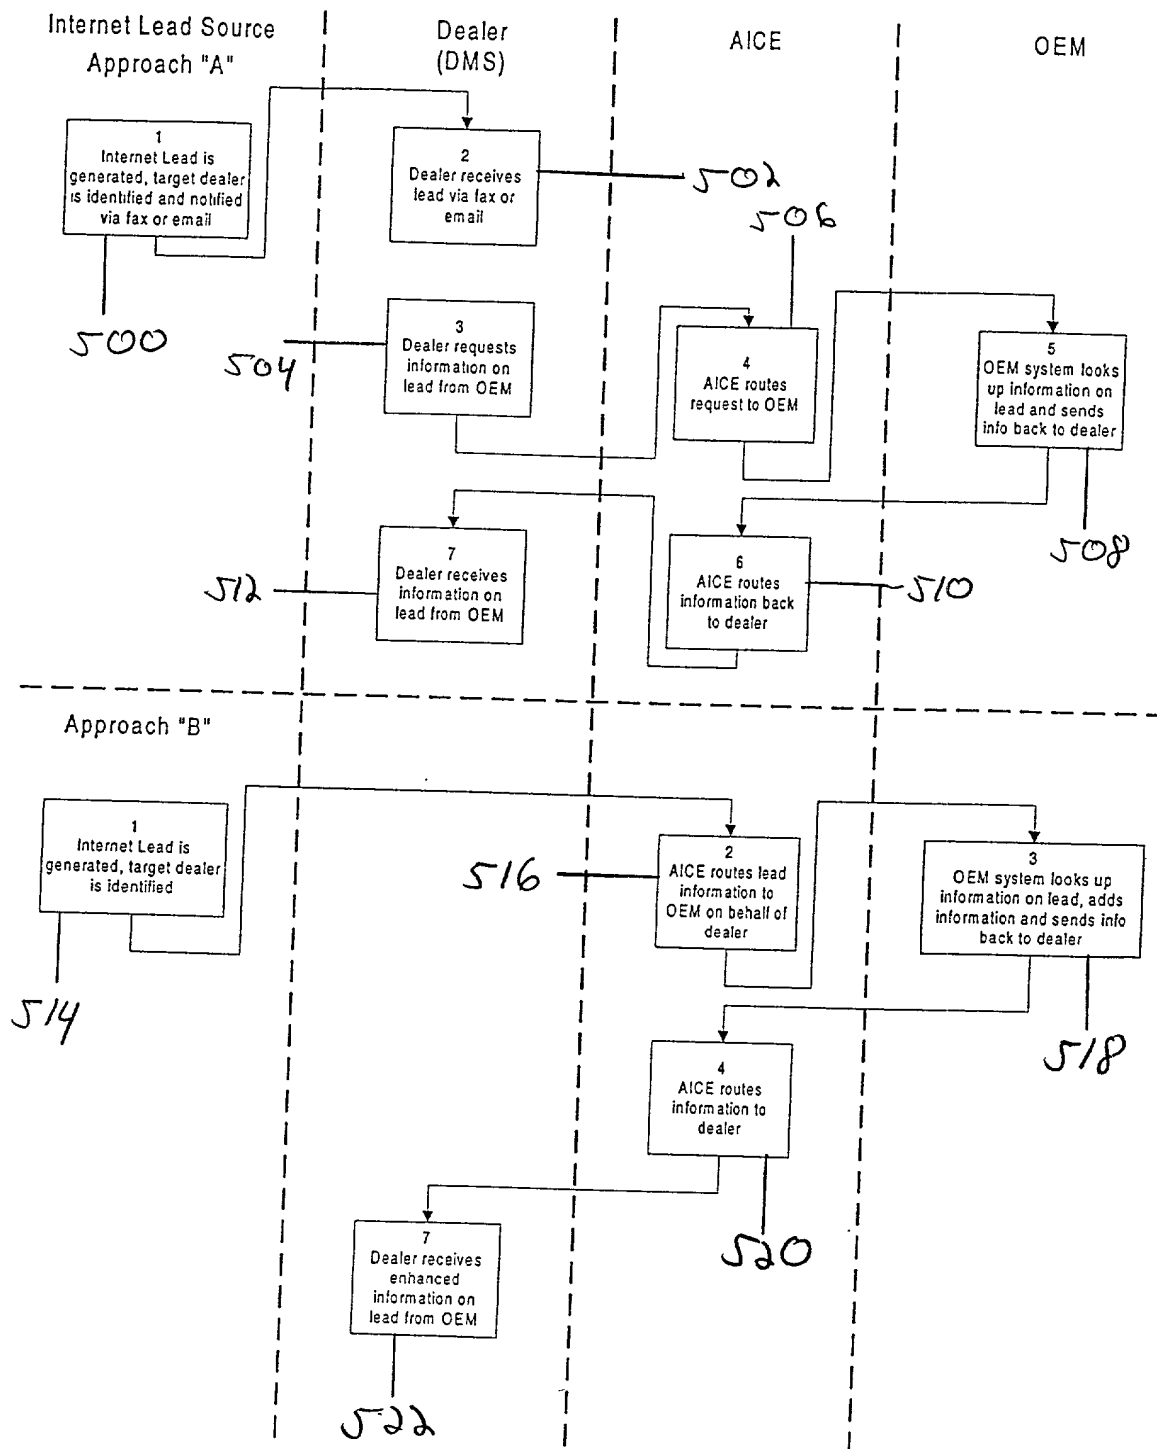 Internet Lead Source
Approach "A"
Dealer
(DMS)
AICE
OEM
1
Internet Lead is
generated, target dealer
is identified and notified
via fax or email
500
2
Dealer receives
lead via fax or
email
502
504
3
Dealer requests
information on
lead from OEM
506
4
AICE routes
request to OEM
5
OEM system looks
up information on
lead and sends
info back to dealer
508
512
7
Dealer receives
information on
lead from OEM
6
AICE routes
information back
to dealer
510
Approach "B"
1
Internet Lead is
generated, target dealer
is identified
514
516
2
AICE routes lead
information to
OEM on behalf of
dealer
3
OEM system looks up
information on lead, adds
information and sends info
back to dealer
518
4
AICE routes
information to
dealer
520
7
Dealer receives
enhanced
information on
lead from OEM
522